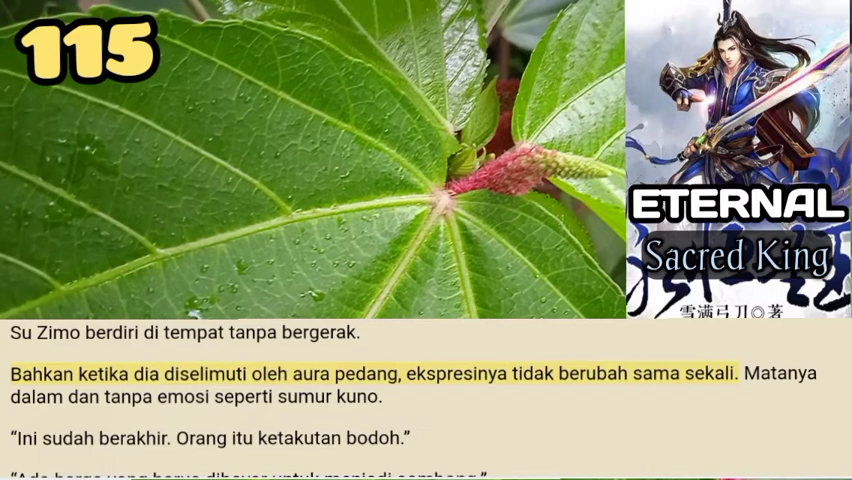 115
ETERNAL
Sacred King
雪满弓刀◎著
Su Zimo berdiri di tempat tanpa bergerak.
Bahkan ketika dia diselimuti oleh aura pedang, ekspresinya tidak berubah sama sekali. Matanya
dalam dan tanpa emosi seperti sumur kuno.
“Ini sudah berakhir. Orang itu ketakutan bodoh.”